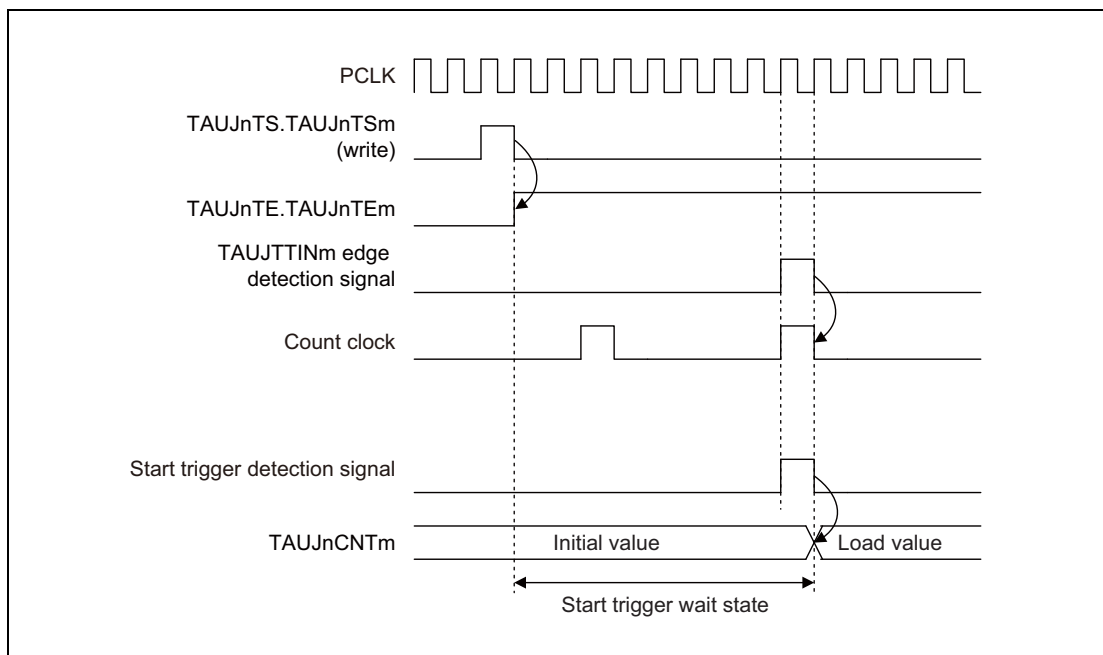 PCLK
TAUJnTS.TAUJnTSm
(write)
TAUJnTE.TAUJnTEm
TAUJTTINm edge
detection signal
Count clock
Start trigger detection signal
TAUJnCNTm
Initial value
Load value
Start trigger wait state